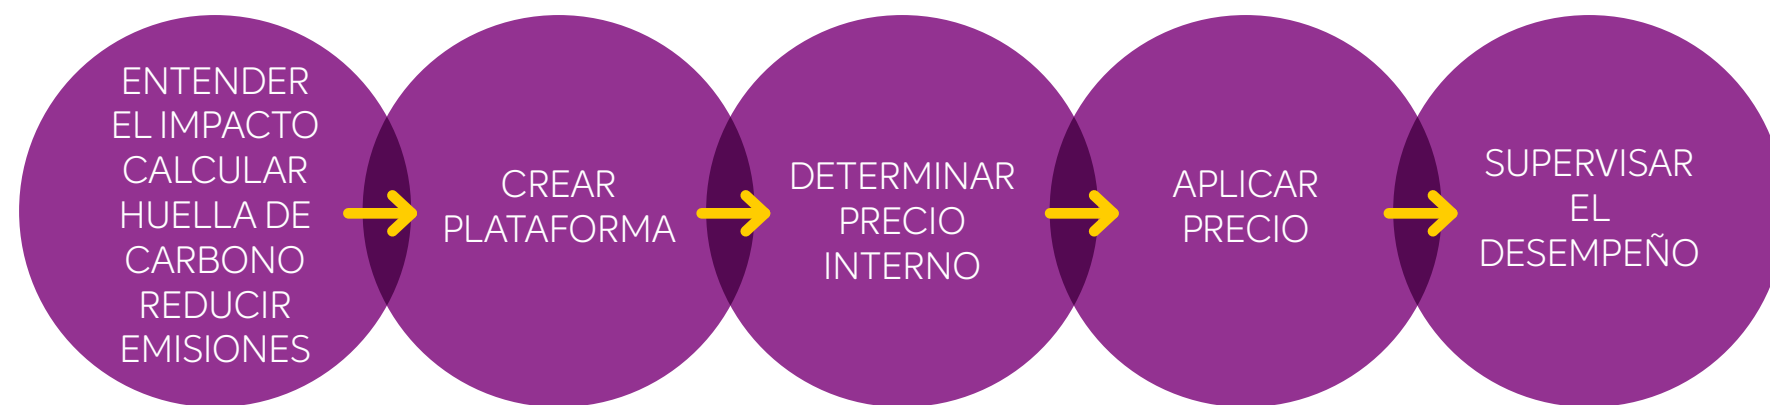 ENTENDER
EL IMPACTO
CALCULAR
HUELLA DE
CARBONO
REDUCIR
EMISIONES
CREAR
PLATAFORMA
DETERMINAR
PRECIO
INTERNO
APLICAR
PRECIO
SUPERVISAR
EL
DESEMPEÑO